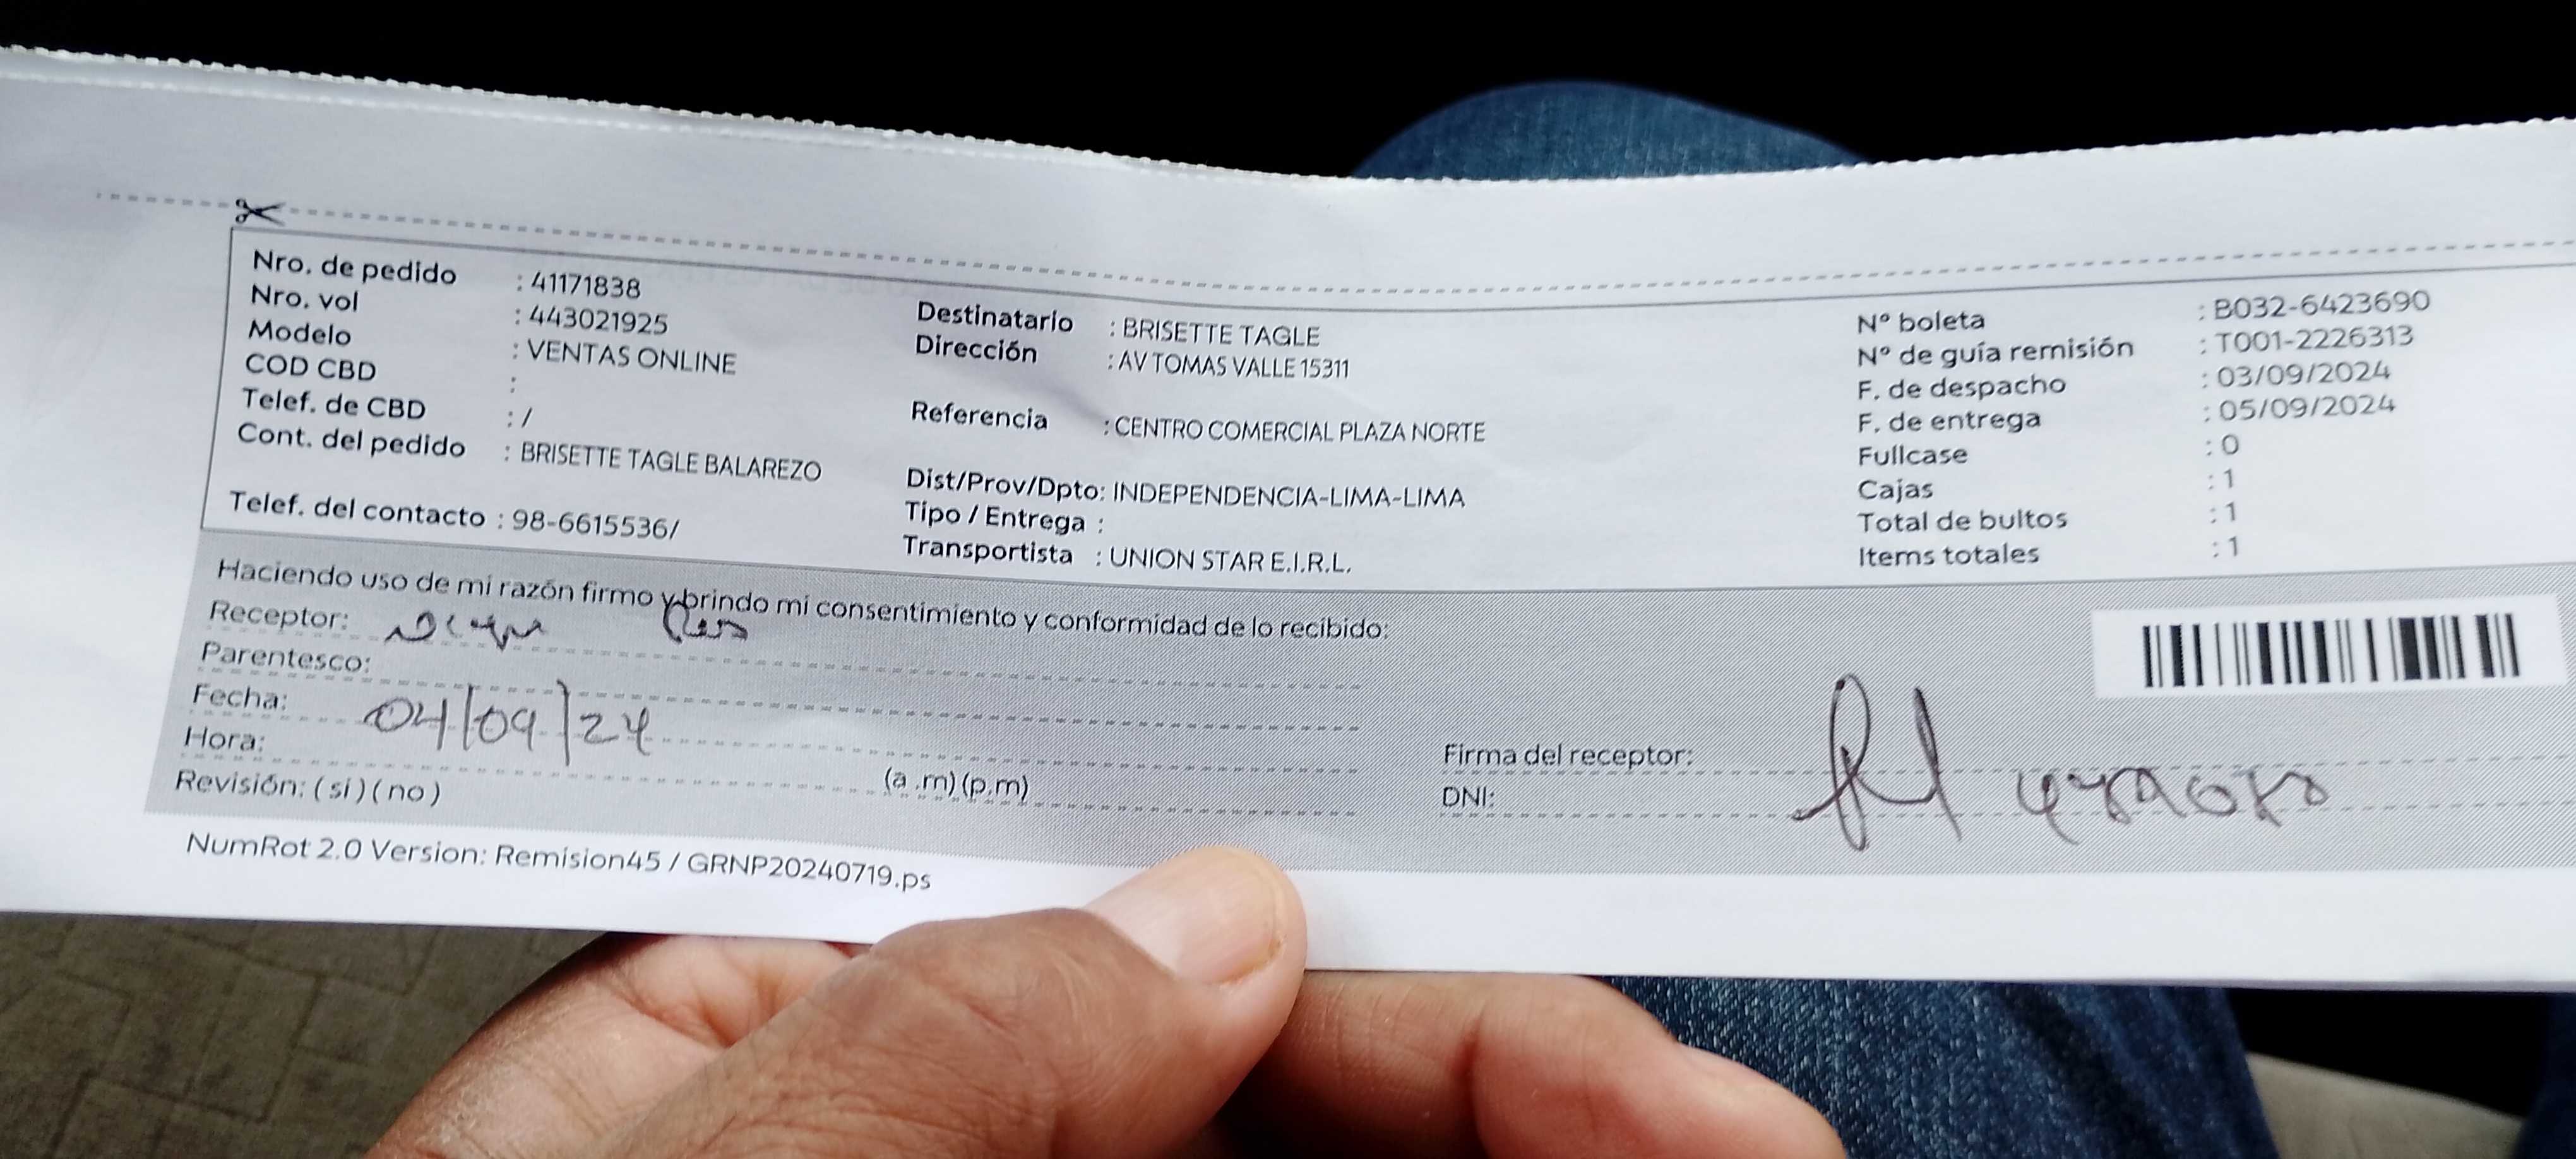 Nro. de pedido : 41171838
Nro. vol : 443021925
Modelo : VENTAS ONLINE
COD CBD :
Telef. de CBD : /
Cont. del pedido : BRISETTE TAGLE BALAREZO
Telef. del contacto : 98-6615536/
Destinatario : BRISETTE TAGLE
Dirección : AV TOMAS VALLE 15311
Referencia : CENTRO COMERCIAL PLAZA NORTE
Dist/Prov/Dpto: INDEPENDENCIA-LIMA-LIMA
Tipo / Entrega :
Transportista : UNION STAR E.I.R.L.
N° boleta : B032-6423690
N° de guía remisión : T001-2226313
F. de despacho : 03/09/2024
F. de entrega : 05/09/2024
Fullcase : 0
Cajas : 1
Total de bultos : 1
Items totales : 1
Haciendo uso de mi razón firmo y brindo mi consentimiento y conformidad de lo recibido:
Receptor:
Parentesco:
Fecha: 04/09/24
Hora: (a.m)(p.m)
Revisión: (si)(no)
Firma del receptor:
DNI:
NumRot 2.0 Version: Remision45 / GRNP20240719.ps